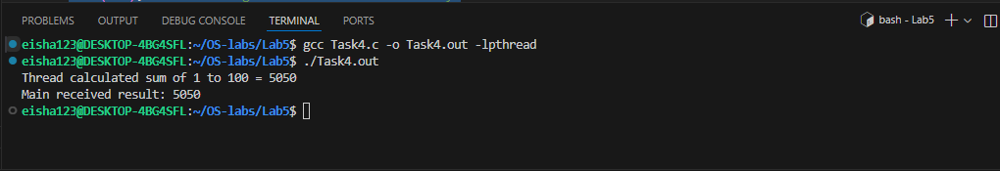 PROBLEMS OUTPUT DEBUG CONSOLE TERMINAL PORTS bash - Lab5
eisha123@DESKTOP-4BG4SFL:~/OS-labs/Lab5$ gcc Task4.c -o Task4.out -lpthread
eisha123@DESKTOP-4BG4SFL:~/OS-labs/Lab5$ ./Task4.out
Thread calculated sum of 1 to 100 = 5050
Main received result: 5050
eisha123@DESKTOP-4BG4SFL:~/OS-labs/Lab5$